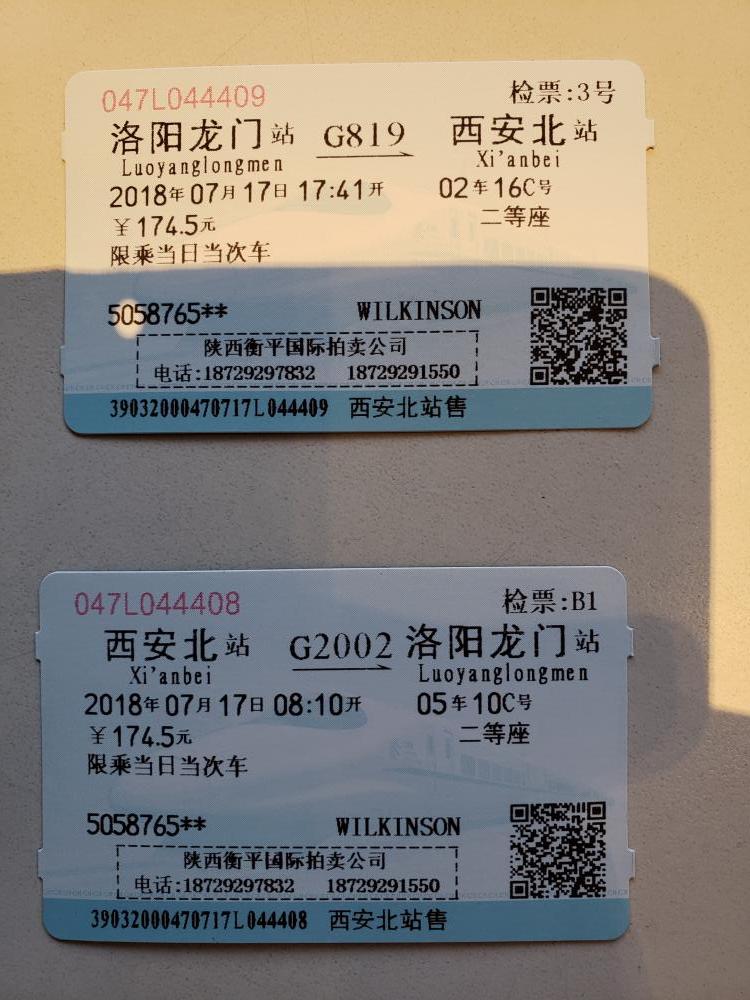 047L044409 检票:3号
洛阳龙门站 G819 西安北站
Luoyanglongmen Xi'anbei
2018年07月17日17:41开 02车16C号
￥174.5元 二等座
限乘当日当次车
5058765** WILKINSON
陕西衡平国际拍卖公司
电话:18729297832 18729291550
39032000470717L044409 西安北站售
047L044408 检票:B1
西安北站 G2002 洛阳龙门站
Xi'anbei Luoyanglongmen
2018年07月17日08:10开 05车10C号
￥174.5元 二等座
限乘当日当次车
5058765** WILKINSON
陕西衡平国际拍卖公司
电话:18729297832 18729291550
39032000470717L044408 西安北站售